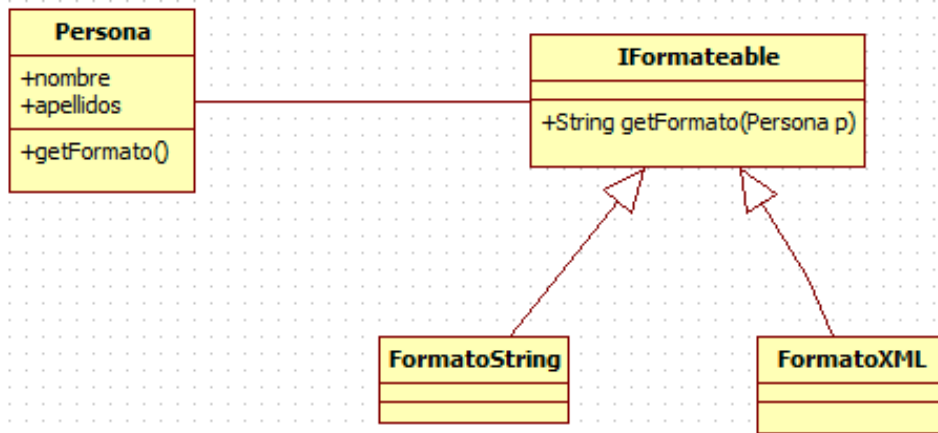 Persona
+nombre
+apellidos
+getFormato()
IFormateable
+String getFormato(Persona p)
FormatoString
FormatoXML